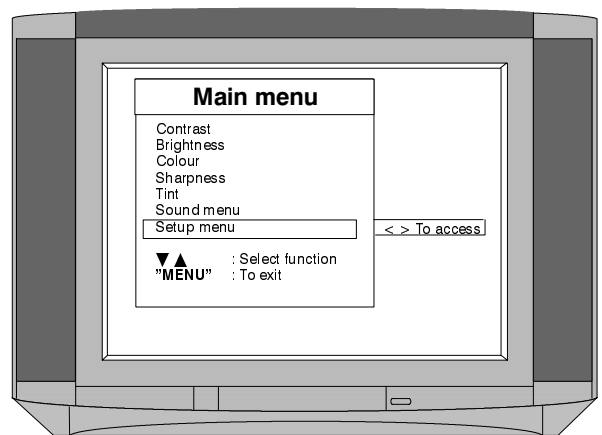 Main menu
Contrast
Brightness
Colour
Sharpness
Tint
Sound menu
Setup menu
< > To access
▼▲ : Select function
”MENU” : To exit